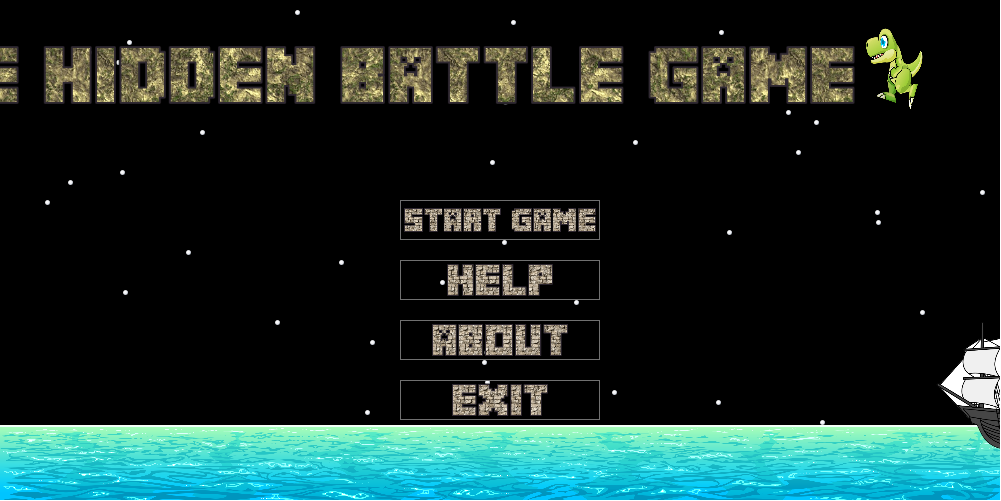 E HIDDEN BATTLE GAME
START GAME
HELP
ABOUT
EXIT